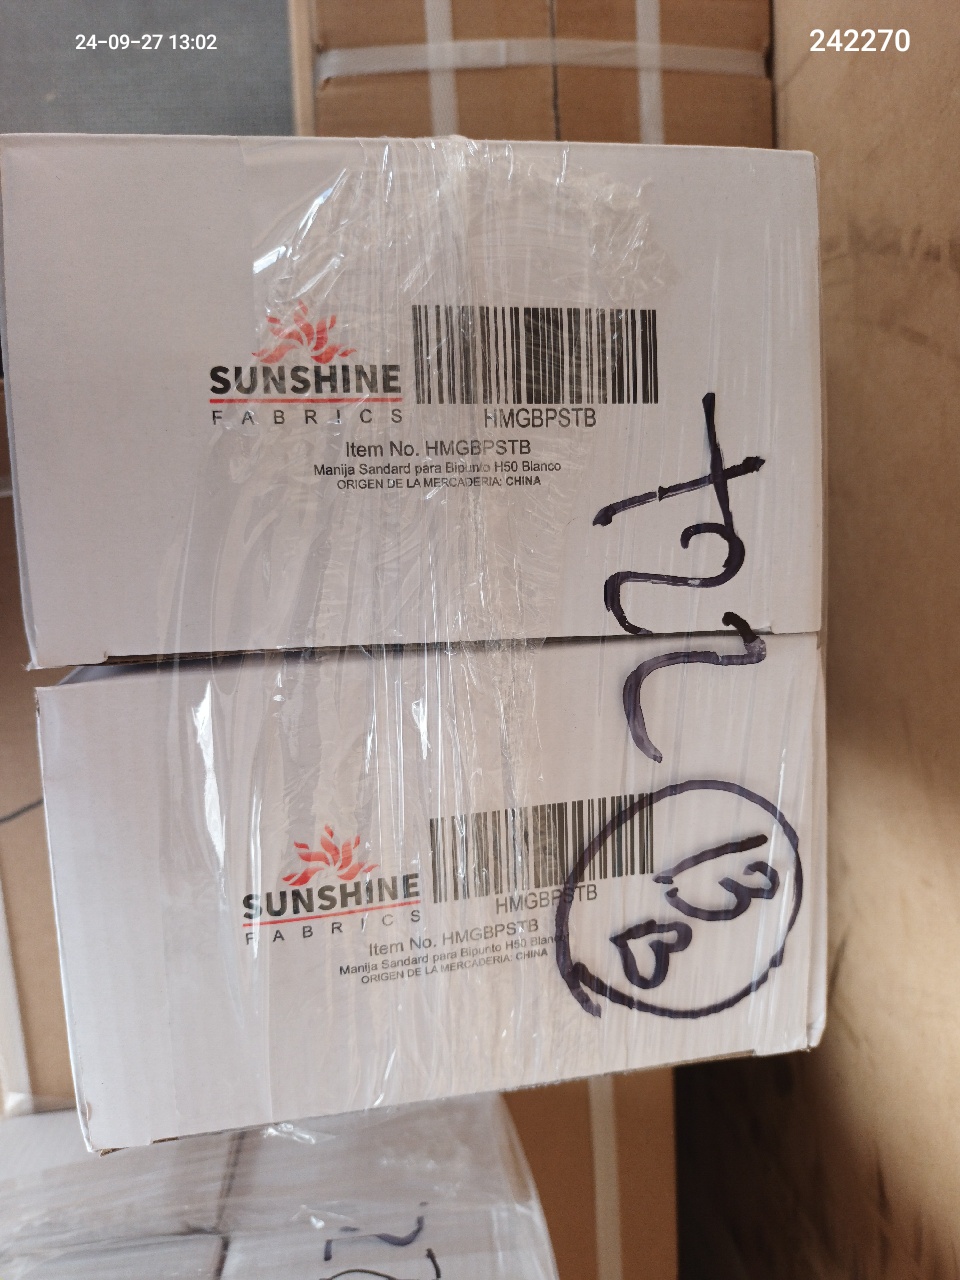 24-09-27 13:02
242270
SUNSHINE
FABRICS
HMGBPSTB
Item No. HMGBPSTB
Manija Sandard para Bipunto H50 Blanco
ORIGEN DE LA MERCADERIA: CHINA
SUNSHINE
FABRICS
HMGBPSTB
Item No. HMGBPSTB
Manija Sandard para Bipunto H50 Blanco
ORIGEN DE LA MERCADERIA: CHINA